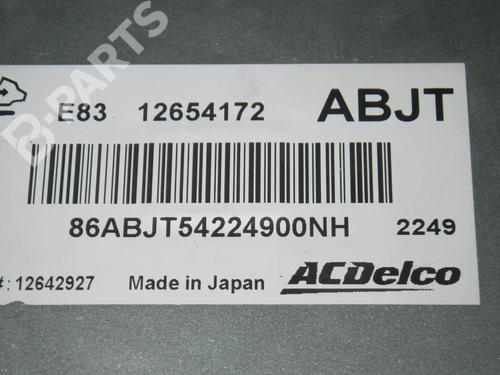 B-PARTS
E83 12654172 ABJT
86ABJT54224900NH 2249
#: 12642927 Made in Japan ACDelco